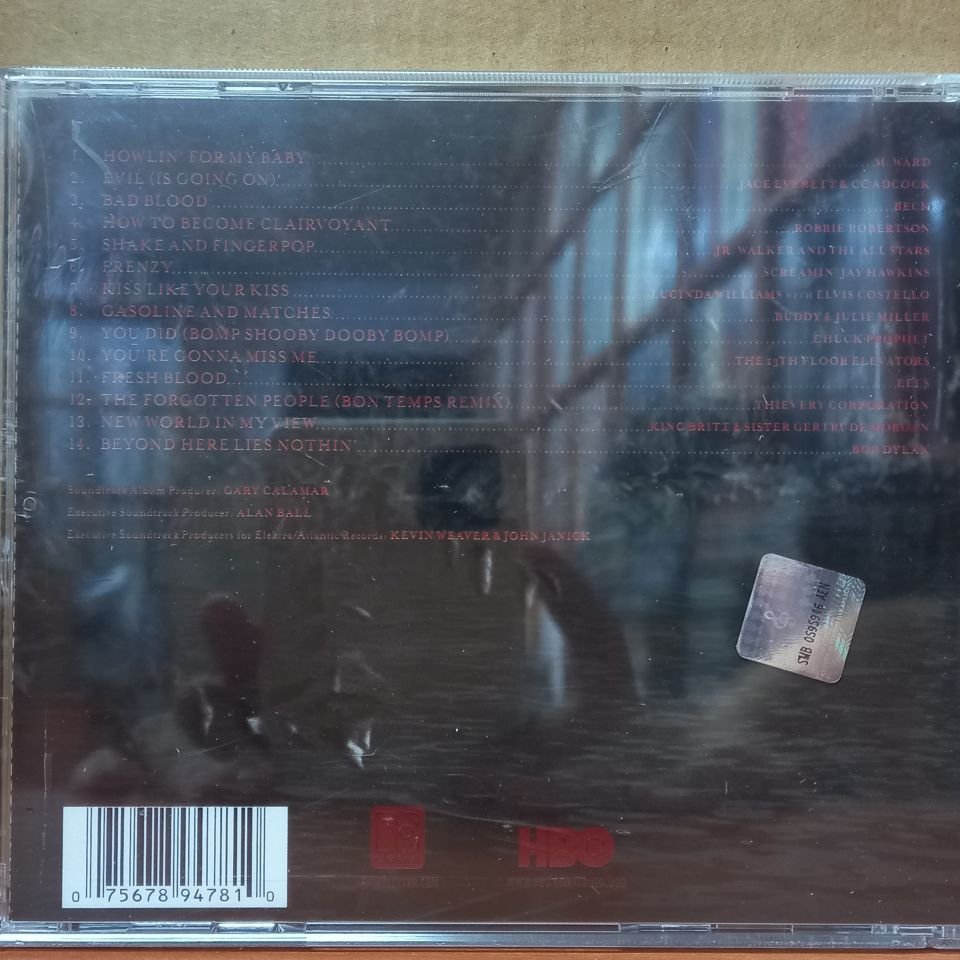 1. HOWLIN' FOR MY BABY M. WARD
2. EVIL (IS GOING ON) JACE EVERETT & CC ADCOCK
3. BAD BLOOD BECK
4. HOW TO BECOME CLAIRVOYANT ROBBIE ROBERTSON
5. SHAKE AND FINGERPOP JR. WALKER AND THE ALL STARS
6. FRENZY SCREAMIN' JAY HAWKINS
7. KISS LIKE YOUR KISS LUCINDA WILLIAMS WITH ELVIS COSTELLO
8. GASOLINE AND MATCHES BUDDY & JULIE MILLER
9. YOU DID (BOMP SHOOBY DOOBY BOMP) CHUCK PROPHET
10. YOU'RE GONNA MISS ME THE 13TH FLOOR ELEVATORS
11. FRESH BLOOD EELS
12. THE FORGOTTEN PEOPLE (BON TEMPS REMIX) THIEVERY CORPORATION
13. NEW WORLD IN MY VIEW KING BRITT & SISTER GERTRUDE MORGAN
14. BEYOND HERE LIES NOTHIN' BOB DYLAN
Soundtrack Album Producer: GARY CALAMAR
Executive Soundtrack Producer: ALAN BALL
Executive Soundtrack Producers for Elektra/Atlantic Records: KEVIN WEAVER & JOHN JANICK
SMB 0595916 AEN
HBO
0 75678 94781 0